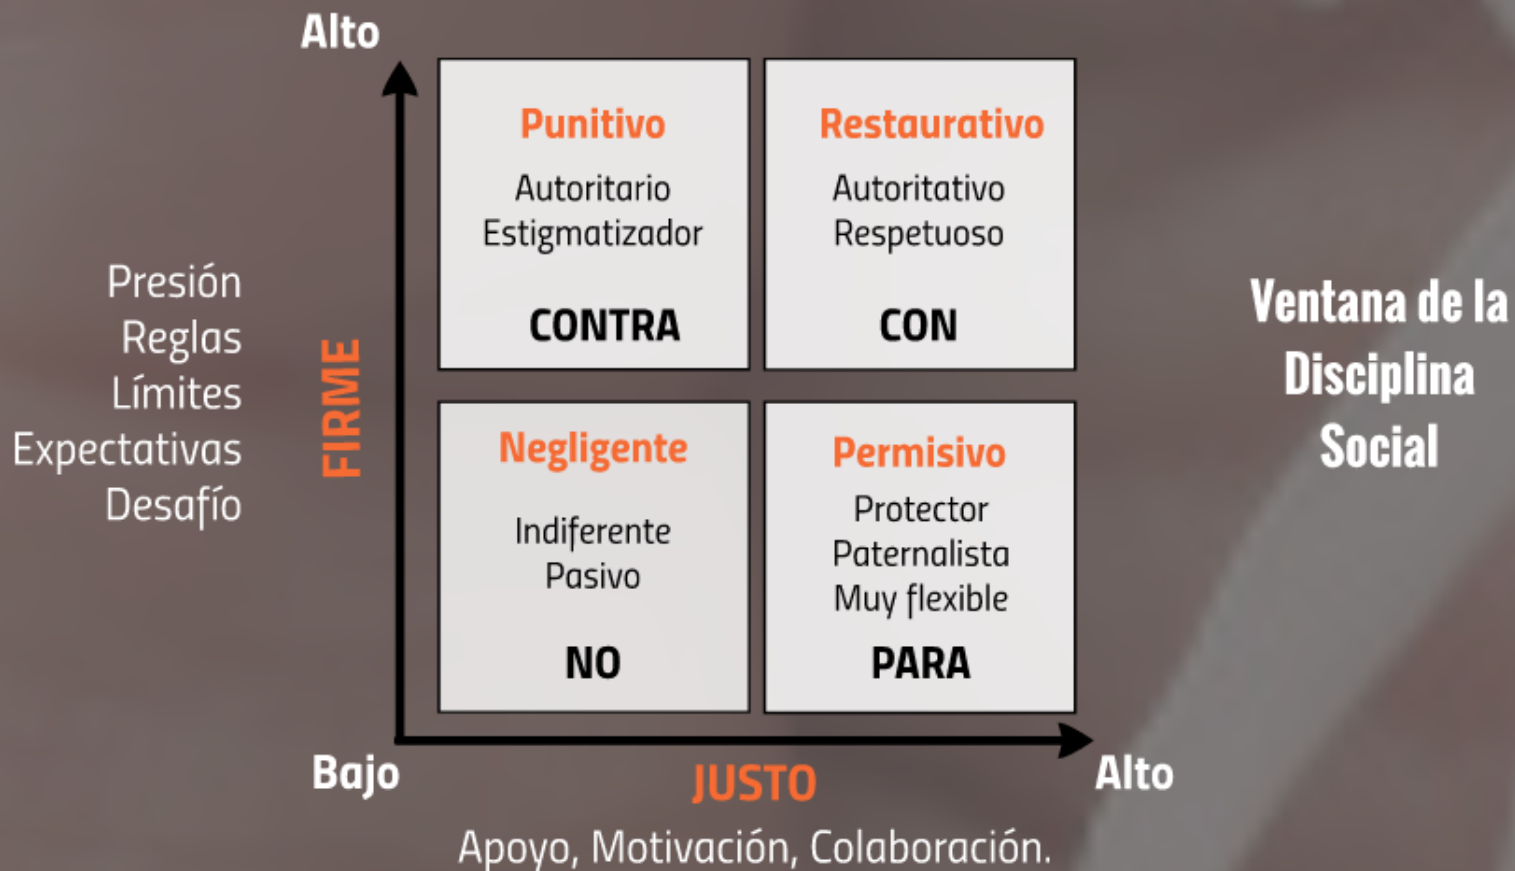 Alto
Punitivo
Autoritario
Estigmatizador
CONTRA
Restaurativo
Autoritativo
Respetuoso
CON
Presión
Reglas
Límites
Expectativas
Desafío
FIRME
Ventana de la
Disciplina
Social
Negligente
Indiferente
Pasivo
NO
Permisivo
Protector
Paternalista
Muy flexible
PARA
Bajo
JUSTO
Alto
Apoyo, Motivación, Colaboración.